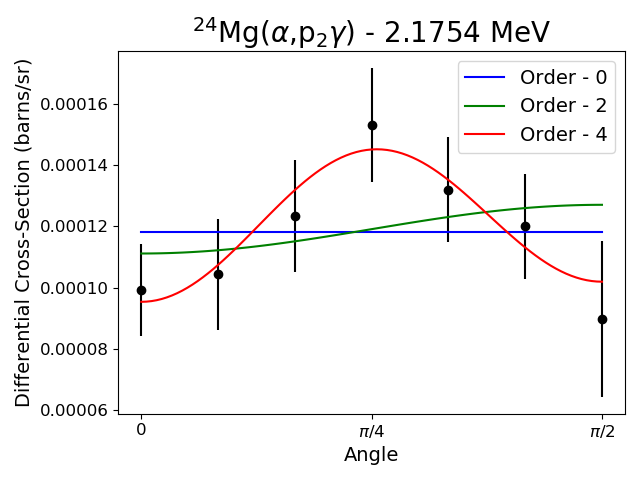 ²⁴Mg(α,p₂γ) - 2.1754 MeV
Differential Cross-Section (barns/sr)
0.00016
0.00014
0.00012
0.00010
0.00008
0.00006
Order - 0
Order - 2
Order - 4
0
π/4
π/2
Angle